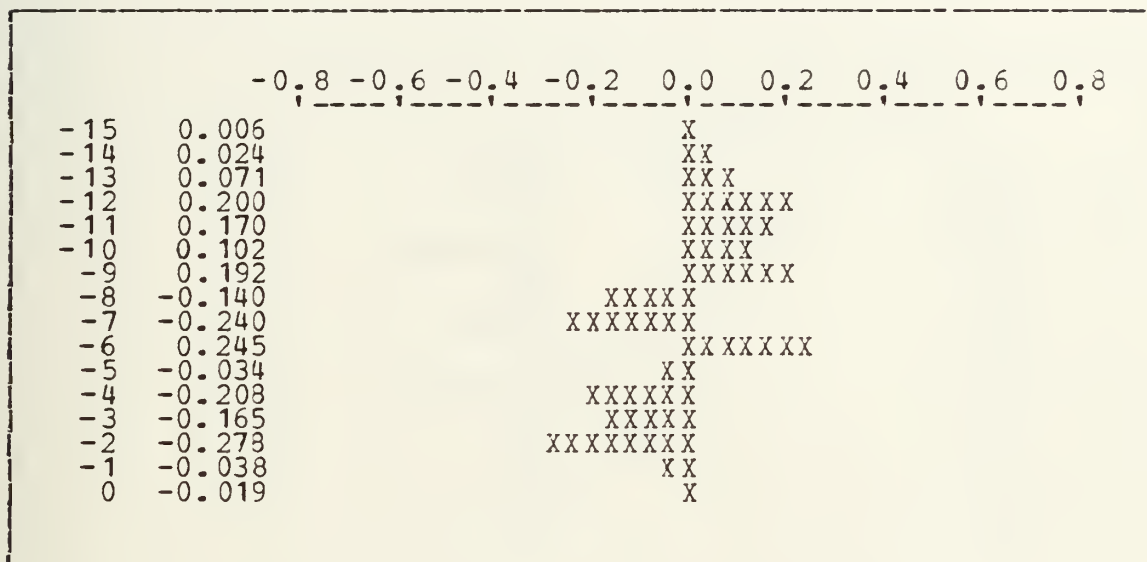 -0.8 -0.6 -0.4 -0.2 0.0 0.2 0.4 0.6 0.8
-15 0.006 X
-14 0.024 XX
-13 0.071 XXX
-12 0.200 XXXXXX
-11 0.170 XXXXX
-10 0.102 XXXX
-9 0.192 XXXXXX
-8 -0.140 XXXXX
-7 -0.240 XXXXXXX
-6 0.245 XXXXXXX
-5 -0.034 XX
-4 -0.208 XXXXXX
-3 -0.165 XXXXX
-2 -0.278 XXXXXXXX
-1 -0.038 XX
0 -0.019 X